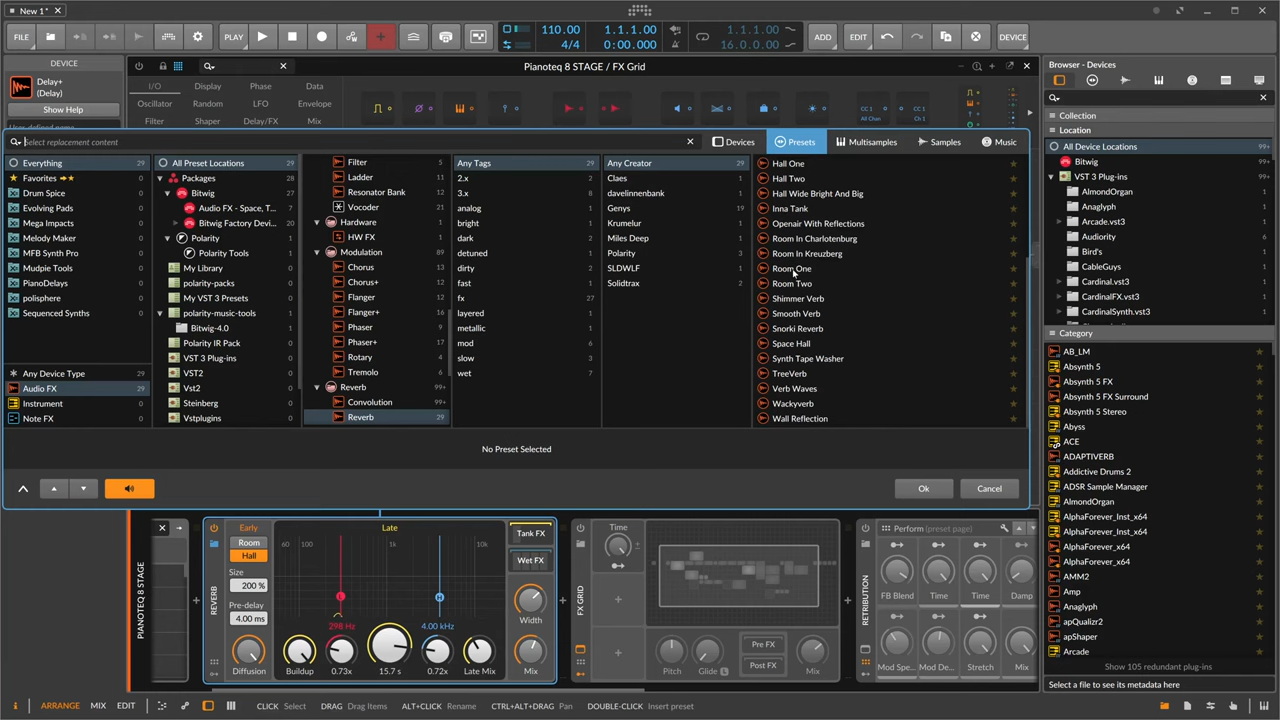 New 1*
FILE
PLAY
110.00
4/4
1.1.1.00
0:00.000
1.1.1.00
16.0.0.00
ADD
EDIT
DEVICE
DEVICE
Delay+
(Delay)
Show Help
Pianoteq 8 STAGE / FX Grid
I/O
Display
Phase
Data
Oscillator
Random
LFO
Envelope
Filter
Shaper
Delay/FX
CC 1
All Chan
CC 1
Ch 1
Select replacement content
Devices
Presets
Multisamples
Samples
Music
Everything 29
Favorites
Drum Spice 0
Evolving Pads 0
Mega Impacts 0
Melody Maker 0
MFB Synth Pro 0
Mudpie Tools 0
PianoDelays 0
polisphere 0
Sequenced Synths 0
Any Device Type 0
Audio FX 29
Instrument 0
Note FX 0
All Preset Locations 29
Packages 28
Bitwig 27
Audio FX - Space, T... 7
Bitwig Factory Devi...
Polarity 1
Polarity Tools 1
My Library 0
polarity-packs 0
My VST 3 Presets 0
polarity-music-tools 0
Bitwig-4.0
Polarity IR Pack 0
VST 3 Plug-ins 0
VST2 0
Vst2 0
Steinberg 0
Vstplugins 0
Filter 5
Ladder 11
Resonator Bank
Vocoder 21
Hardware 1
HW FX 1
Modulation 89
Chorus 13
Chorus+ 12
Flanger 11
Flanger+ 12
Phaser 11
Phaser+ 17
Rotary
Tremolo
Reverb 99+
Convolution 99+
Reverb 29
Any Tags 29
2.x
3.x
analog
bright
dark 2
detuned 1
dirty 2
fast 1
fx 27
layered
metallic 1
mod 6
slow 3
wet 7
Any Creator 29
Claes 1
davelinnenbank 1
Genys 19
Krumelur 1
Miles Deep 1
Polarity 3
SLDWLF 1
Solidtrax 2
Hall One
Hall Two
Hall Wide Bright And Big
Inna Tank
Openair With Reflections
Room In Charlotenburg
Room In Kreuzberg
Room One
Room Two
Shimmer Verb
Smooth Verb
Snorki Reverb
Space Hall
Synth Tape Washer
TreeVerb
Verb Waves
Wackyverb
Wall Reflection
No Preset Selected
Ok
Cancel
Browser - Devices
Collection
Location
All Device Locations 99+
Bitwig
VST 3 Plug-ins 99+
AlmondOrgan
Anaglyph
Arcade.vst3
Audiority
Bird's
CableGuys
Cardinal.vst3
CardinalFX.vst3
CardinalSynth.vst3
Category
AB_LM
Absynth 5
Absynth 5 FX
Absynth 5 FX Surround
Absynth 5 Stereo
Abyss
ACE
ADAPTIVERB
Addictive Drums 2
ADSR Sample Manager
AlmondOrgan
AlphaForever_Inst_x64
AlphaForever_Inst_x64
AlphaForever_x64
AlphaForever_x64
AMM2
Amp
Anaglyph
apQualizr2
apShaper
Arcade
Show 105 redundant plug-ins
Select a file to see its metadata here
PIANOTEQ 8 STAGE
REVERB
Early
Room
Hall
Size
200 %
Pre-delay
4.00 ms
Diffusion
Late
60 100 1k 10k
L
H
298 Hz
4.00 kHz
Buildup
0.73x
15.7 s
0.72x
Late Mix
Tank FX
Wet FX
Width
Mix
FX GRID
Time
Pitch
Glide L
Pre FX
Post FX
Mix
RETRIBUTION
Perform (preset page)
FB Blend
Time
Time
Damp
Mod Spe...
Mod De...
Stretch
Mix
ARRANGE
MIX
EDIT
CLICK Select
DRAG Drag Items
ALT+CLICK Rename
CTRL+ALT+DRAG Pan
DOUBLE-CLICK Insert preset